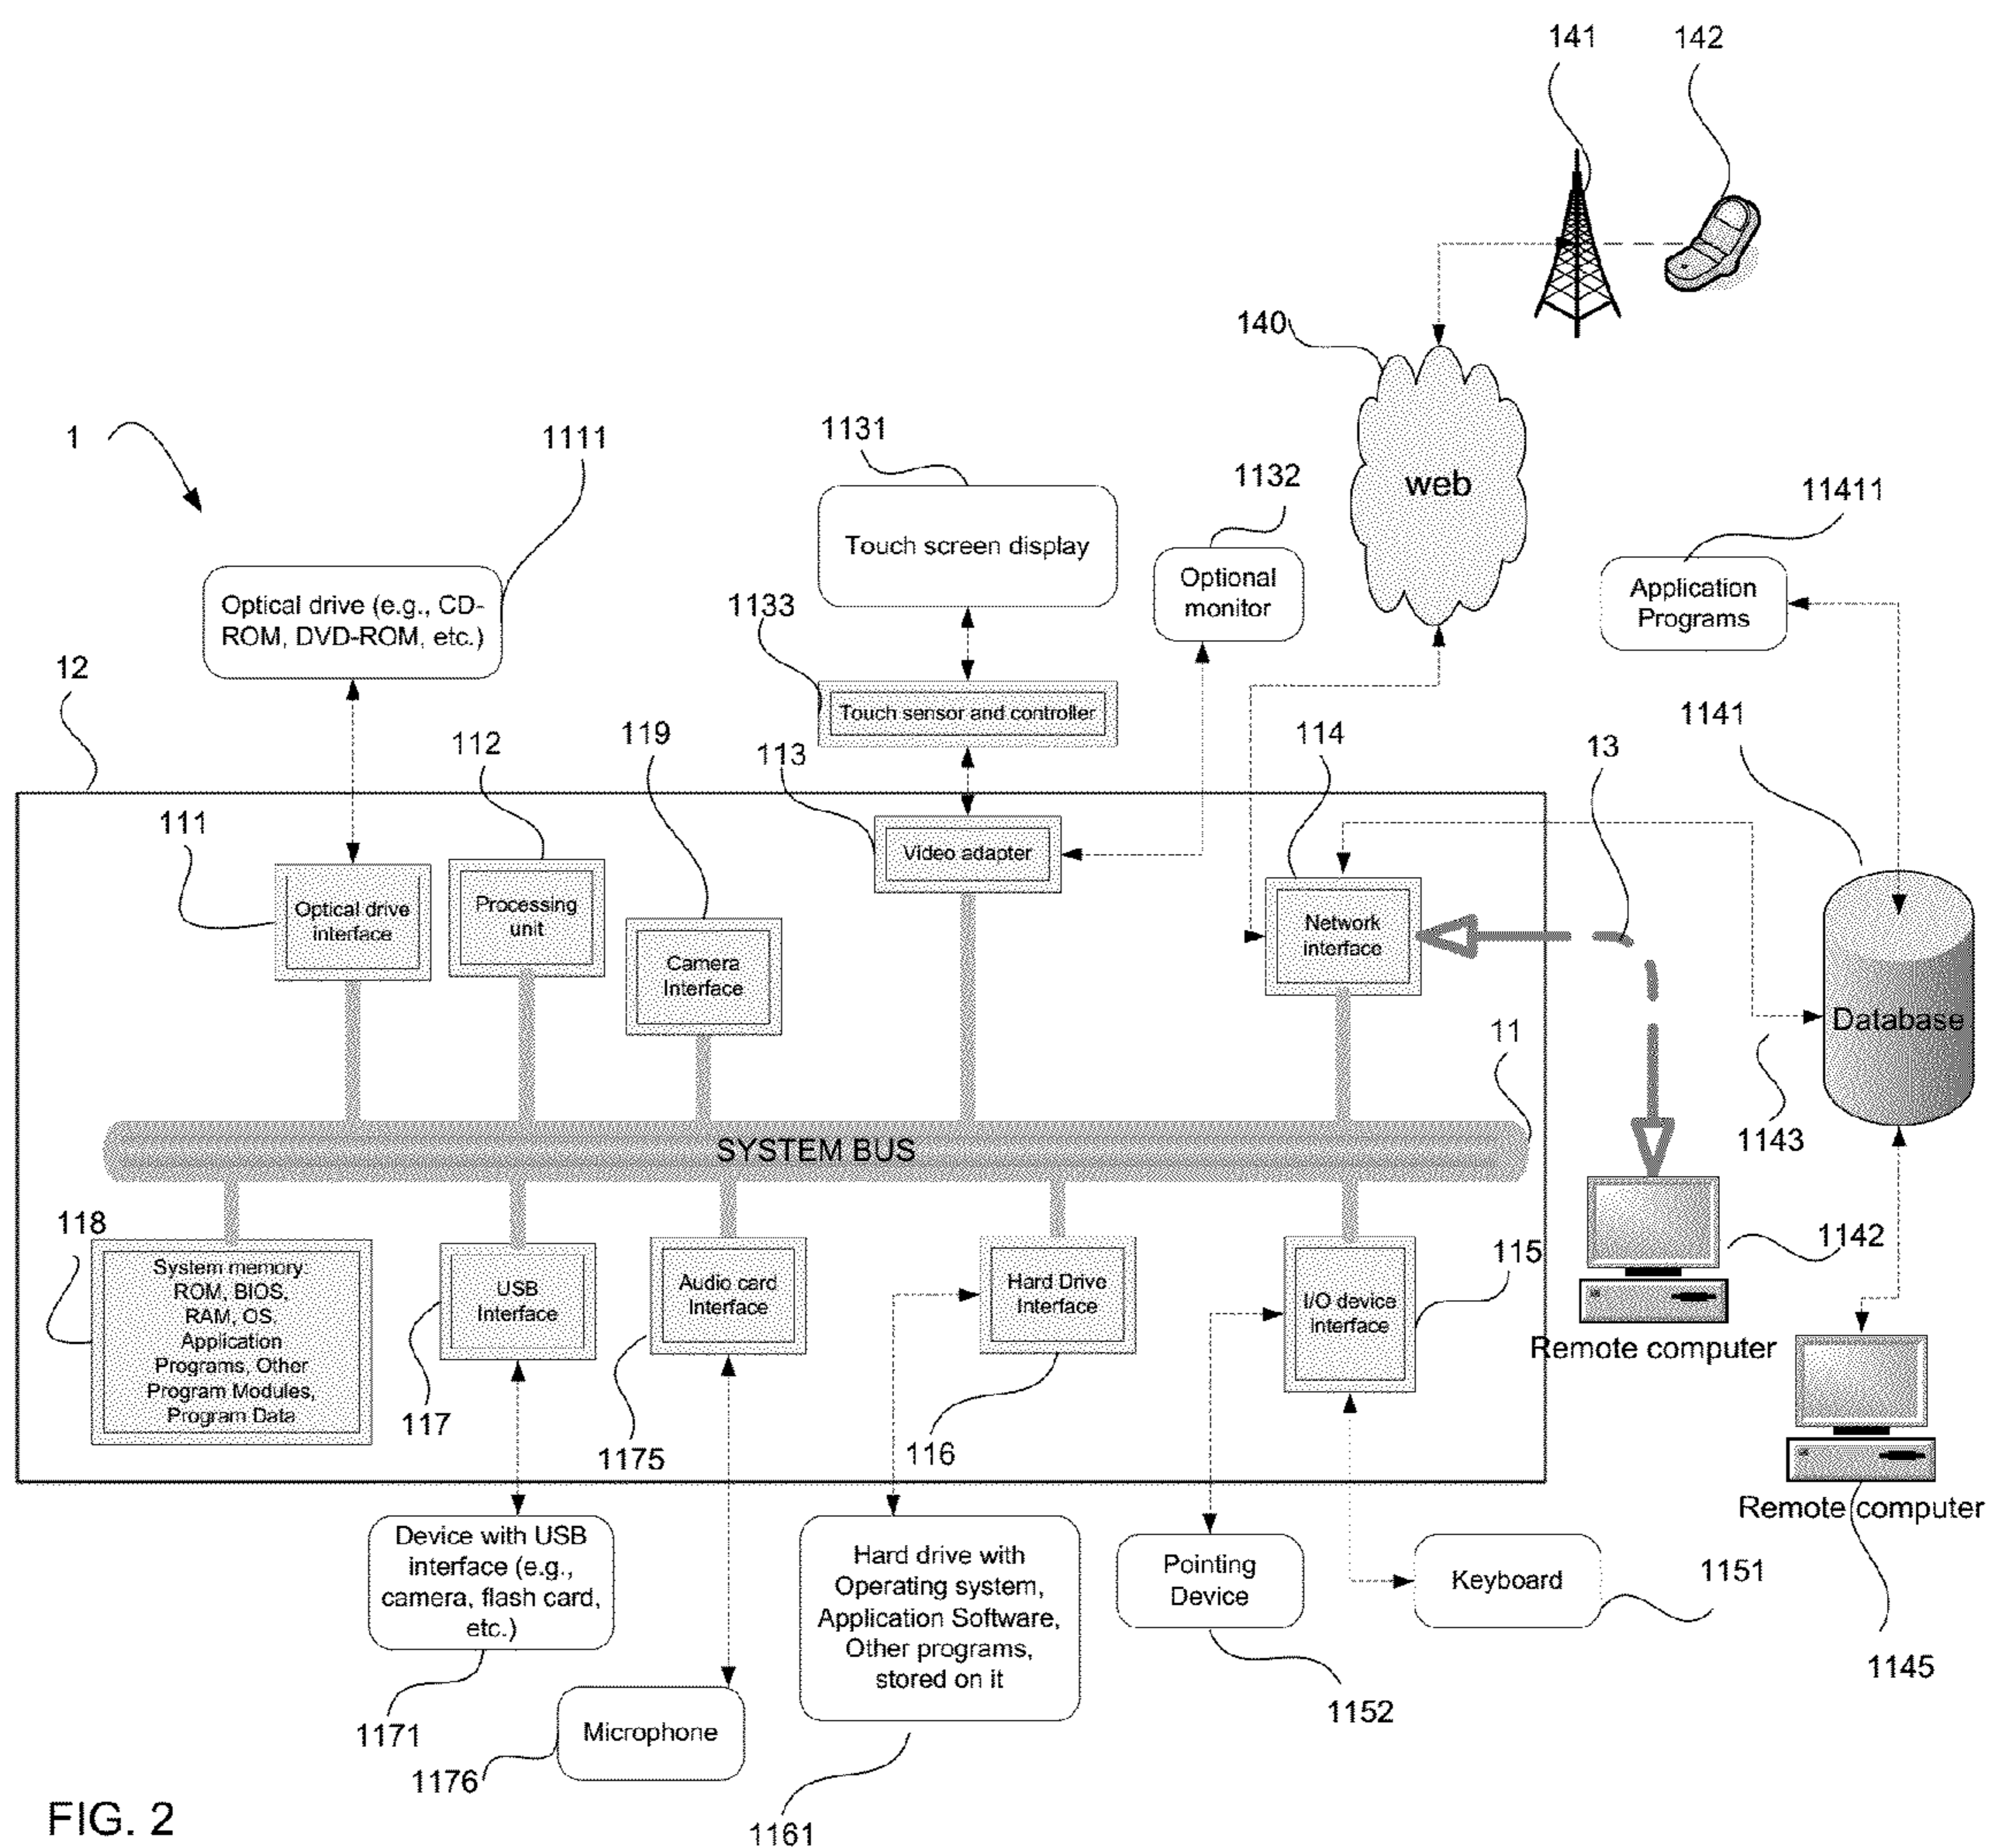 141
142
140
web
1
1111
1131
1132
11411
Touch screen display
Optional
monitor
Application
Programs
Optical drive (e.g., CD-
ROM, DVD-ROM, etc.)
1133
12
Touch sensor and controller
1141
112
119
113
114
13
111
Video adapter
Optical drive
interface
Processing
unit
Camera
Interface
Network
interface
Database
11
1143
SYSTEM BUS
118
System memory:
ROM, BIOS,
RAM, OS,
Application
Programs, Other
Program Modules,
Program Data
USB
Interface
Audio card
Interface
Hard Drive
Interface
I/O device
interface
115
1142
Remote computer
117
1175
116
Remote computer
Device with USB
interface (e.g.,
camera, flash card,
etc.)
Hard drive with
Operating system,
Application Software,
Other programs,
stored on it
Pointing
Device
Keyboard
1151
1145
1171
1152
Microphone
1176
1161
FIG. 2